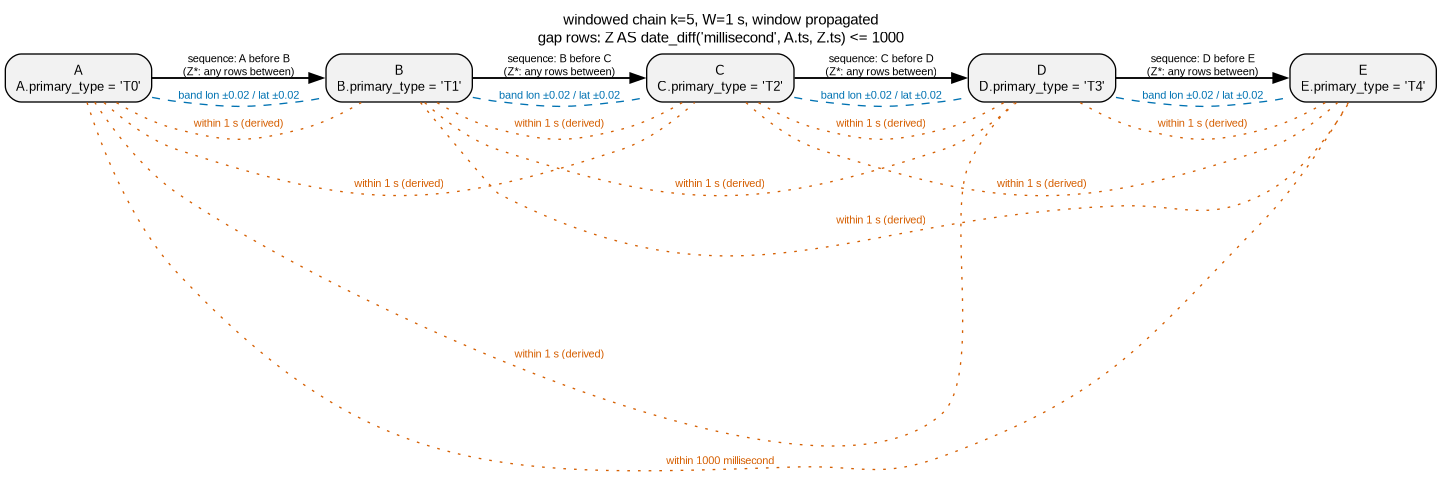 windowed chain k=5, W=1 s, window propagated
gap rows: Z AS date_diff('millisecond', A.ts, Z.ts) <= 1000
A
A.primary_type = 'T0'
sequence: A before B
(Z*: any rows between)
band lon ±0.02 / lat ±0.02
B
B.primary_type = 'T1'
sequence: B before C
(Z*: any rows between)
band lon ±0.02 / lat ±0.02
C
C.primary_type = 'T2'
sequence: C before D
(Z*: any rows between)
band lon ±0.02 / lat ±0.02
D
D.primary_type = 'T3'
sequence: D before E
(Z*: any rows between)
band lon ±0.02 / lat ±0.02
E
E.primary_type = 'T4'
within 1 s (derived)
within 1 s (derived)
within 1 s (derived)
within 1 s (derived)
within 1 s (derived)
within 1 s (derived)
within 1 s (derived)
within 1 s (derived)
within 1 s (derived)
within 1000 millisecond